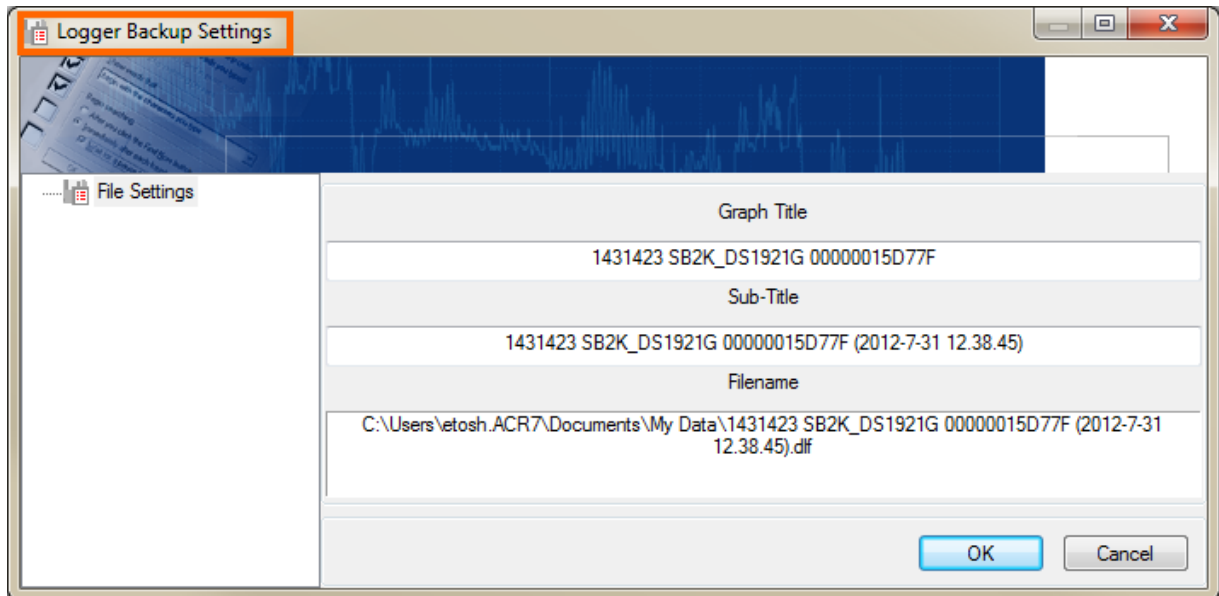 Logger Backup Settings
File Settings
Graph Title
1431423 SB2K_DS1921G 00000015D77F
Sub-Title
1431423 SB2K_DS1921G 00000015D77F (2012-7-31 12.38.45)
Filename
C:\Users\etosh.ACR7\Documents\My Data\1431423 SB2K_DS1921G 00000015D77F (2012-7-31
12.38.45).dlf
OK
Cancel